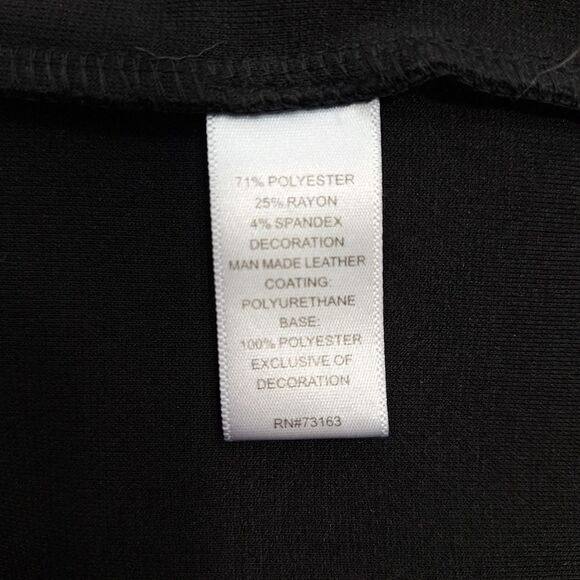 71% POLYESTER
25% RAYON
4% SPANDEX
DECORATION
MAN MADE LEATHER
COATING:
POLYURETHANE
BASE:
100% POLYESTER
EXCLUSIVE OF
DECORATION
RN#73163